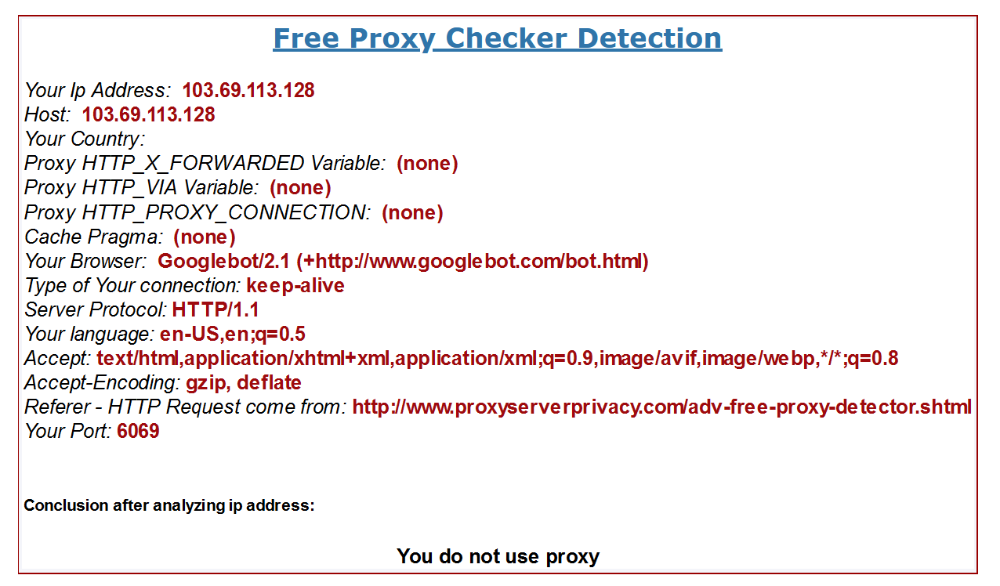 Free Proxy Checker Detection
Your Ip Address: 103.69.113.128
Host: 103.69.113.128
Your Country:
Proxy HTTP_X_FORWARDED Variable: (none)
Proxy HTTP_VIA Variable: (none)
Proxy HTTP_PROXY_CONNECTION: (none)
Cache Pragma: (none)
Your Browser: Googlebot/2.1 (+http://www.googlebot.com/bot.html)
Type of Your connection: keep-alive
Server Protocol: HTTP/1.1
Your language: en-US,en;q=0.5
Accept: text/html,application/xhtml+xml,application/xml;q=0.9,image/avif,image/webp,*/*;q=0.8
Accept-Encoding: gzip, deflate
Referer - HTTP Request come from: http://www.proxyserverprivacy.com/adv-free-proxy-detector.shtml
Your Port: 6069
Conclusion after analyzing ip address:
You do not use proxy